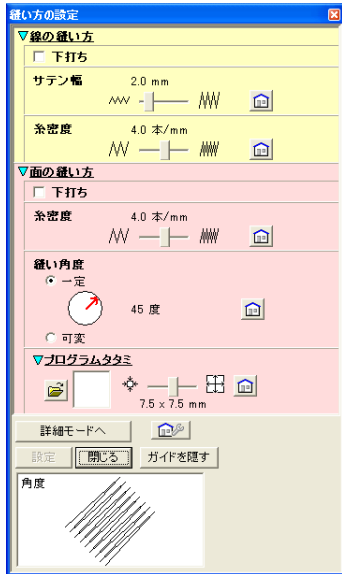 縫い方の設定
線の縫い方
下打ち
サテン幅
2.0 mm
糸密度
4.0 本/mm
面の縫い方
下打ち
糸密度
4.0 本/mm
縫い角度
一定
45 度
可変
プログラムタタミ
7.5 x 7.5 mm
詳細モードへ
設定 閉じる ガイドを隠す
角度